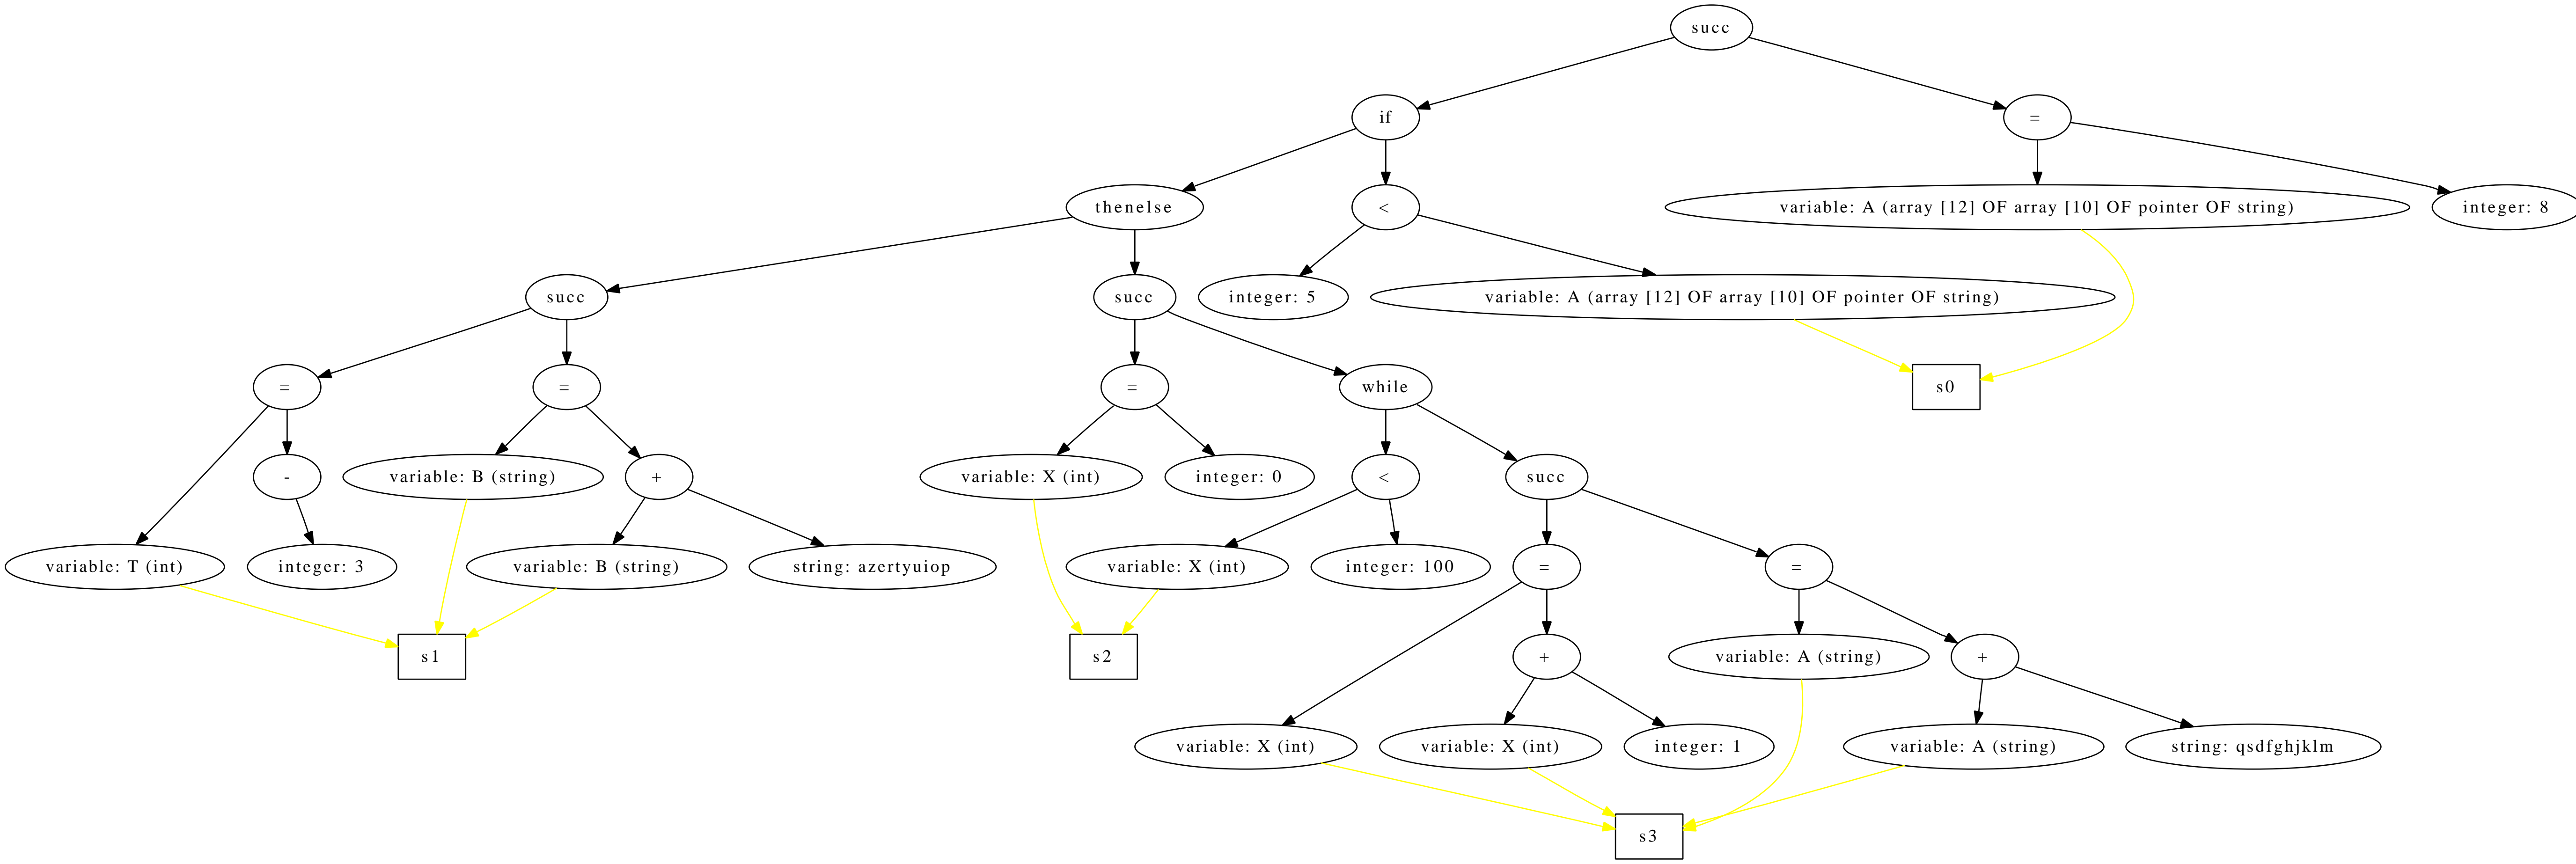 succ
if
=
thenelse
<
variable: A (array [12] OF array [10] OF pointer OF string)
integer: 8
succ
succ
integer: 5
variable: A (array [12] OF array [10] OF pointer OF string)
=
=
=
while
s0
-
variable: B (string)
+
variable: X (int)
integer: 0
<
succ
variable: T (int)
integer: 3
variable: B (string)
string: azertyuiop
variable: X (int)
integer: 100
=
=
s1
s2
+
variable: A (string)
+
variable: X (int)
variable: X (int)
integer: 1
variable: A (string)
string: qsdfghjklm
s3